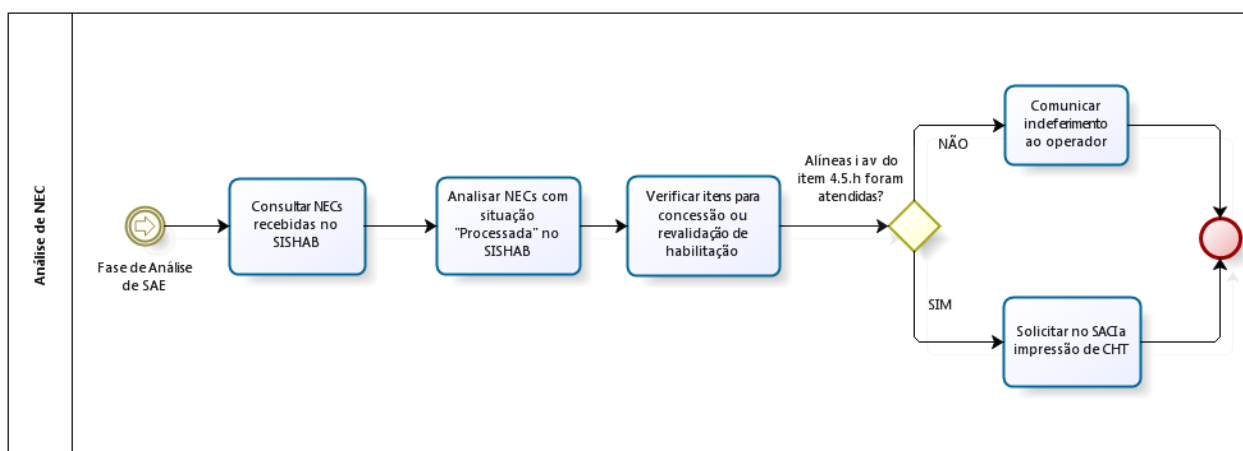 Análise de NEC
Fase de Análise
de SAE
Consultar NECs
recebidas no
SISHAB
Analisar NECs com
situação
"Processada" no
SISHAB
Verificar itens para
concessão ou
revalidação de
habilitação
Alíneas i a v do
item 4.5.h foram
atendidas?
NÃO
Comunicar
indeferimento
ao operador
SIM
Solicitar no SACI a
impressão de CHT